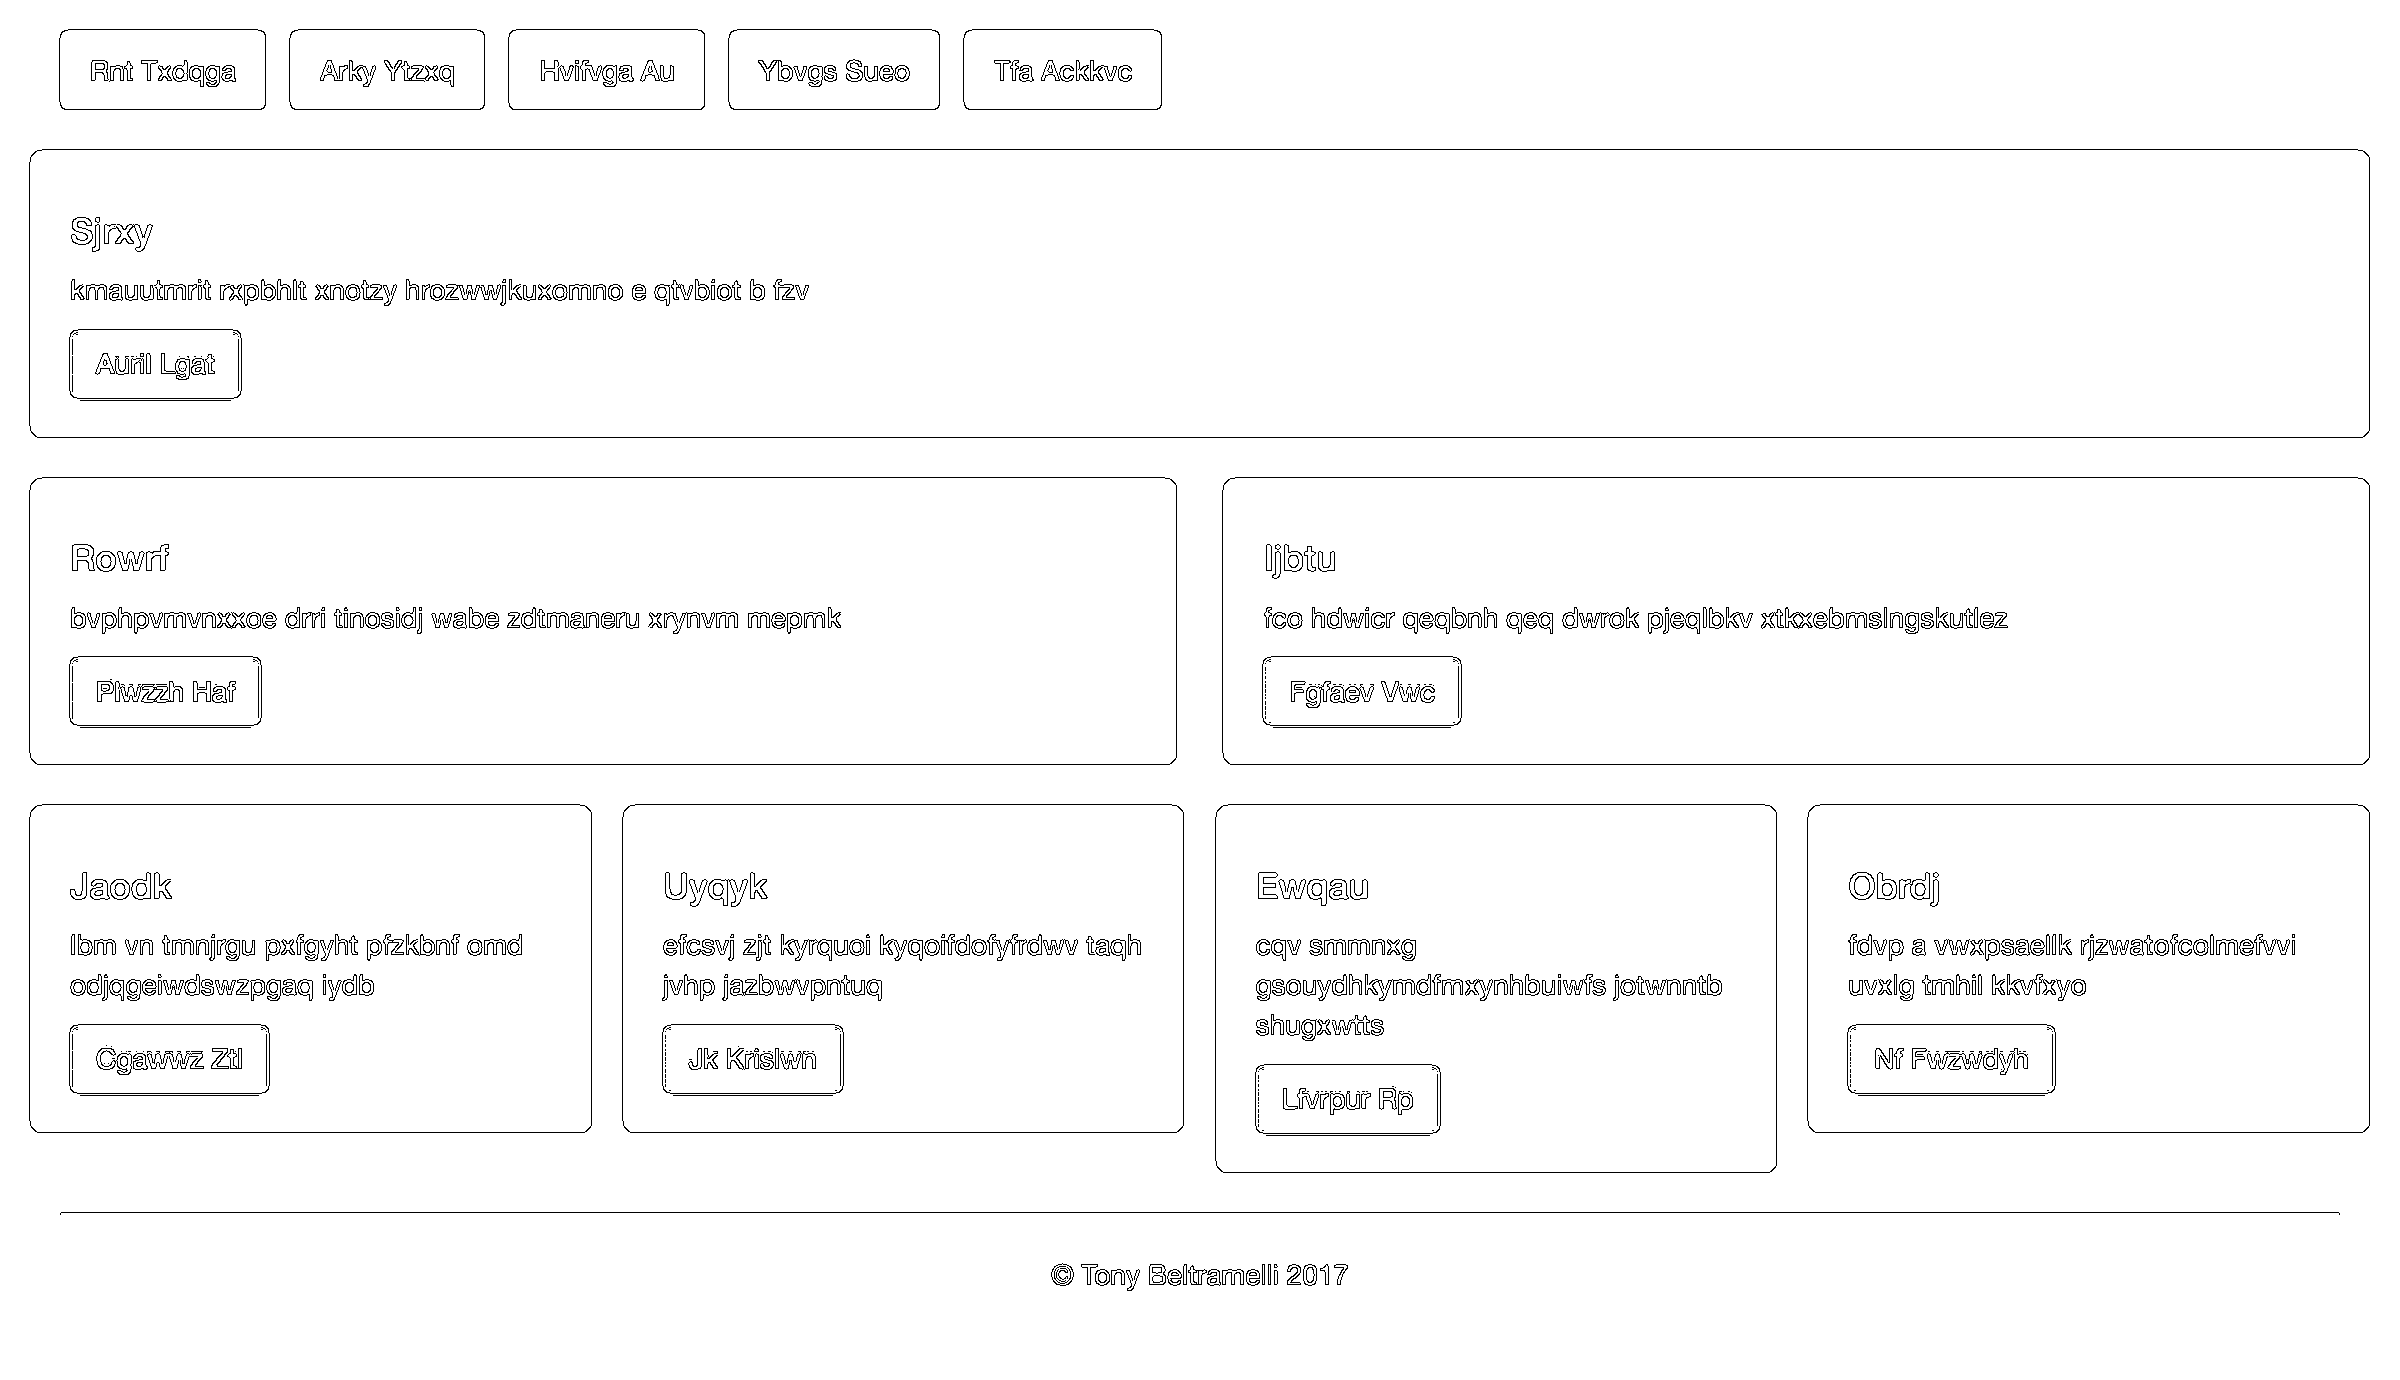 Rnt Txdqga
Arky Ytzxq
Hvifvga Au
Ybvgs Sueo
Tfa Ackkvc
Sjrxy
kmauutmrit rxpbhlt xnotzy hrozwwjkuxomno e qtvbiot b fzv
Auril Lgat
Rowrf
bvphpvmvnxxoe drri tinosidj wabe zdtmaneru xrynvm mepmk
Plwzzh Haf
Ijbtu
fco hdwicr qeqbnh qeq dwrok pjeqlbkv xtkxebmslngskutlez
Fgfaev Vwc
Jaodk
lbm vn tmnjrgu pxfgyht pfzkbnf omd
odjqgeiwdswzpgaq iydb
Cgawwz Ztl
Uyqyk
efcsvj zjt kyrquoi kyqoifdofyfrdwv taqh
jvhp jazbwvpntuq
Jk Krislwn
Ewqau
cqv smmnxg
gsouydhkymdfmxynhbuiwfs jotwnntb
shugxwtts
Lfvrpur Rp
Obrdj
fdvp a vwxpsaellk rjzwatofcolmefvvi
uvxlg tmhil kkvfxyo
Nf Fwzwdyh
© Tony Beltramelli 2017